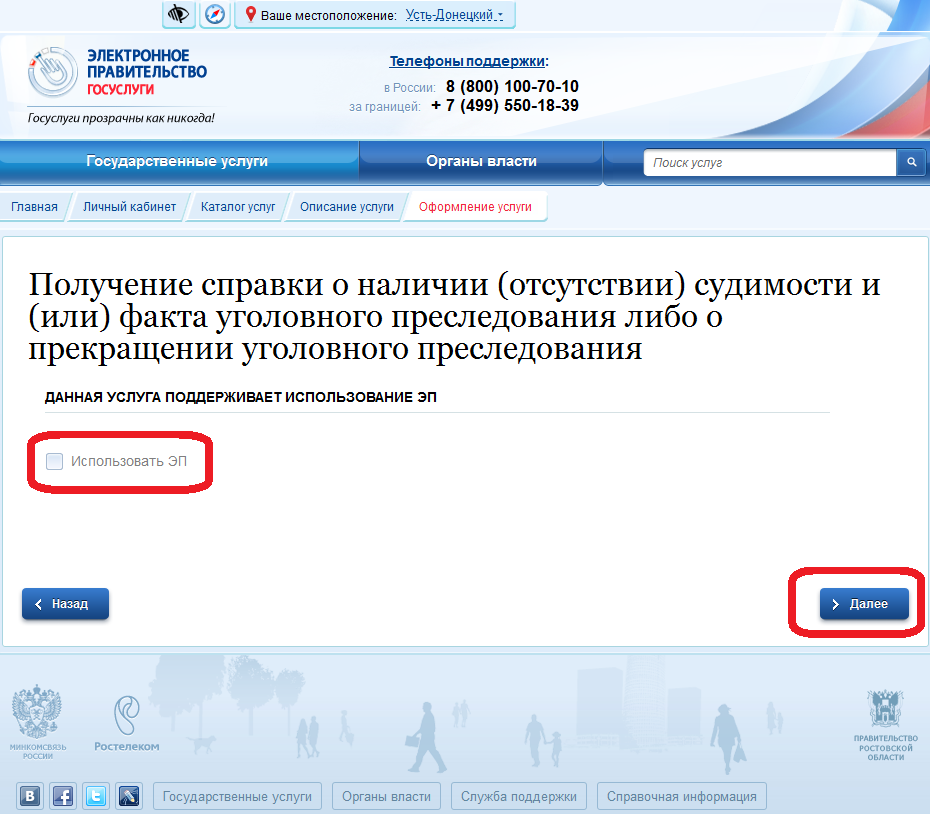 Ваше местоположение: Усть-Донецкий
ЭЛЕКТРОННОЕ
ПРАВИТЕЛЬСТВО
ГОСУСЛУГИ
Госуслуги прозрачны как никогда!
Телефоны поддержки:
в России: 8 (800) 100-70-10
за границей: + 7 (499) 550-18-39
Государственные услуги
Органы власти
Поиск услуг
Главная
Личный кабинет
Каталог услуг
Описание услуги
Оформление услуги
Получение справки о наличии (отсутствии) судимости и
(или) факта уголовного преследования либо о
прекращении уголовного преследования
ДАННАЯ УСЛУГА ПОДДЕРЖИВАЕТ ИСПОЛЬЗОВАНИЕ ЭП
Использовать ЭП
Назад
Далее
МИНКОМСВЯЗЬ
РОССИИ
Ростелеком
ПРАВИТЕЛЬСТВО
РОСТОВСКОЙ
ОБЛАСТИ
Государственные услуги
Органы власти
Служба поддержки
Справочная информация